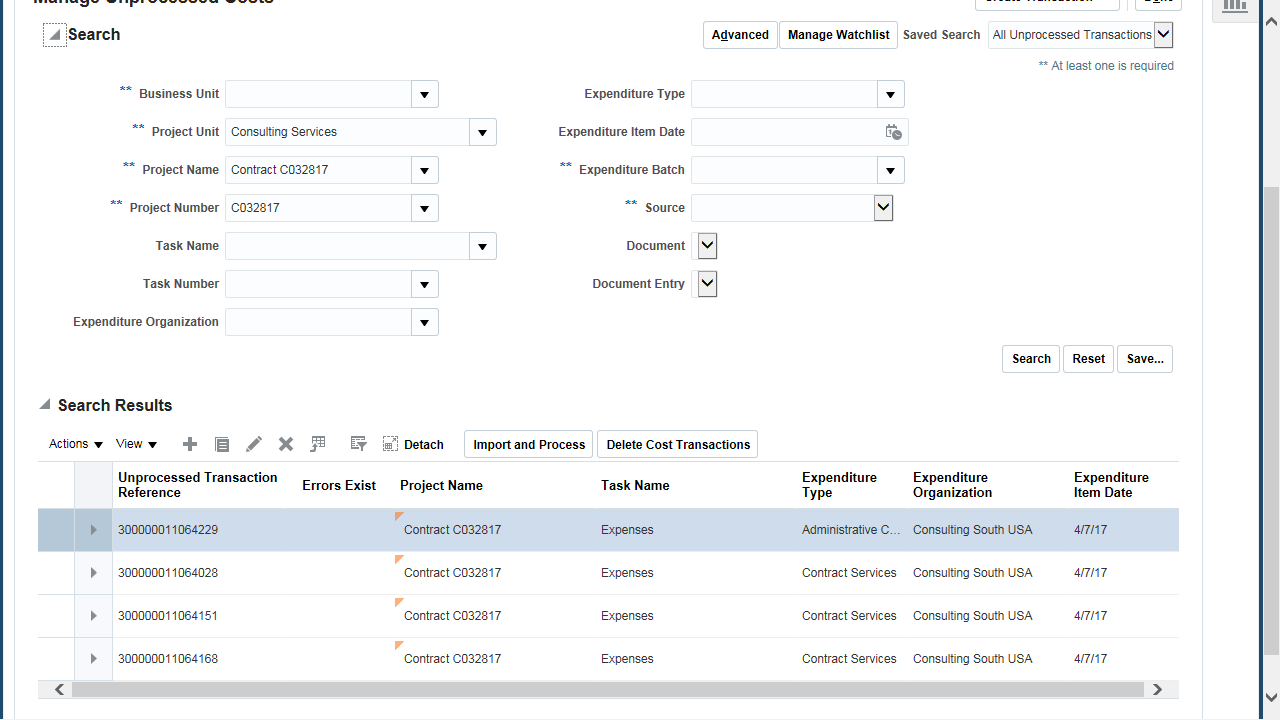 Manage Unprocessed Costs
Create Transaction Done
Search
Advanced Manage Watchlist Saved Search All Unprocessed Transactions
** At least one is required
** Business Unit
Expenditure Type
** Project Unit Consulting Services
Expenditure Item Date
** Project Name Contract C032817
** Expenditure Batch
** Project Number C032817
** Source
Task Name
Document
Task Number
Document Entry
Expenditure Organization
Search Reset Save...
Search Results
Actions View Detach Import and Process Delete Cost Transactions
Unprocessed Transaction Reference Errors Exist Project Name Task Name Expenditure Type Expenditure Organization Expenditure Item Date
300000011064229 Contract C032817 Expenses Administrative C... Consulting South USA 4/7/17
300000011064028 Contract C032817 Expenses Contract Services Consulting South USA 4/7/17
300000011064151 Contract C032817 Expenses Contract Services Consulting South USA 4/7/17
300000011064168 Contract C032817 Expenses Contract Services Consulting South USA 4/7/17